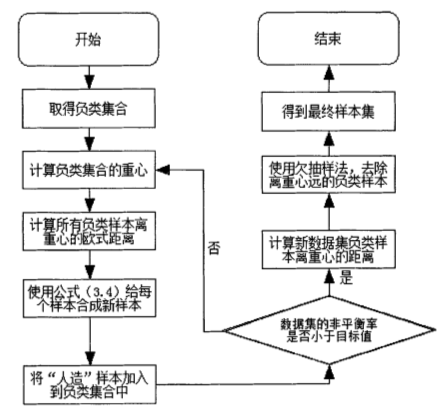 开始
取得负类集合
计算负类集合的重心
计算所有负类样本离
重心的欧式距离
使用公式（3.4）给每
个样本合成新样本
将“人造”样本加入
到负类集合中
数据集的非平衡率
是否小于目标值
否
是
计算新数据集负类样
本离重心的距离
使用欠抽样法，去除
离重心远的负类样本
得到最终样本集
结束